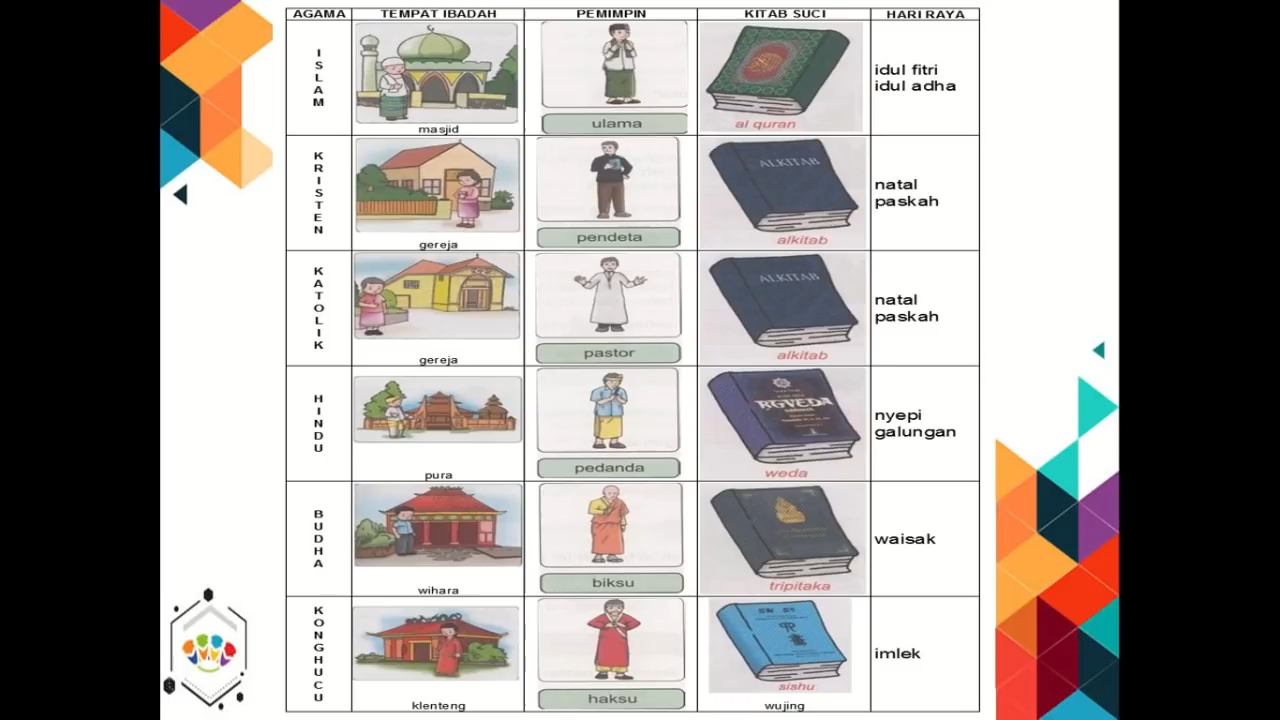 AGAMA TEMPAT IBADAH PEMIMPIN KITAB SUCI HARI RAYA
ISLAM
masjid
ulama
al quran
idul fitri
idul adha
KRISTEN
gereja
pendeta
ALKITAB
alkitab
natal
paskah
KATOLIK
gereja
pastor
ALKITAB
alkitab
natal
paskah
HINDU
pura
pedanda
RGVEDA
weda
nyepi
galungan
BUDHA
wihara
biksu
tripitaka
waisak
KONGHUCU
klenteng
haksu
sishu
wujing
imlek